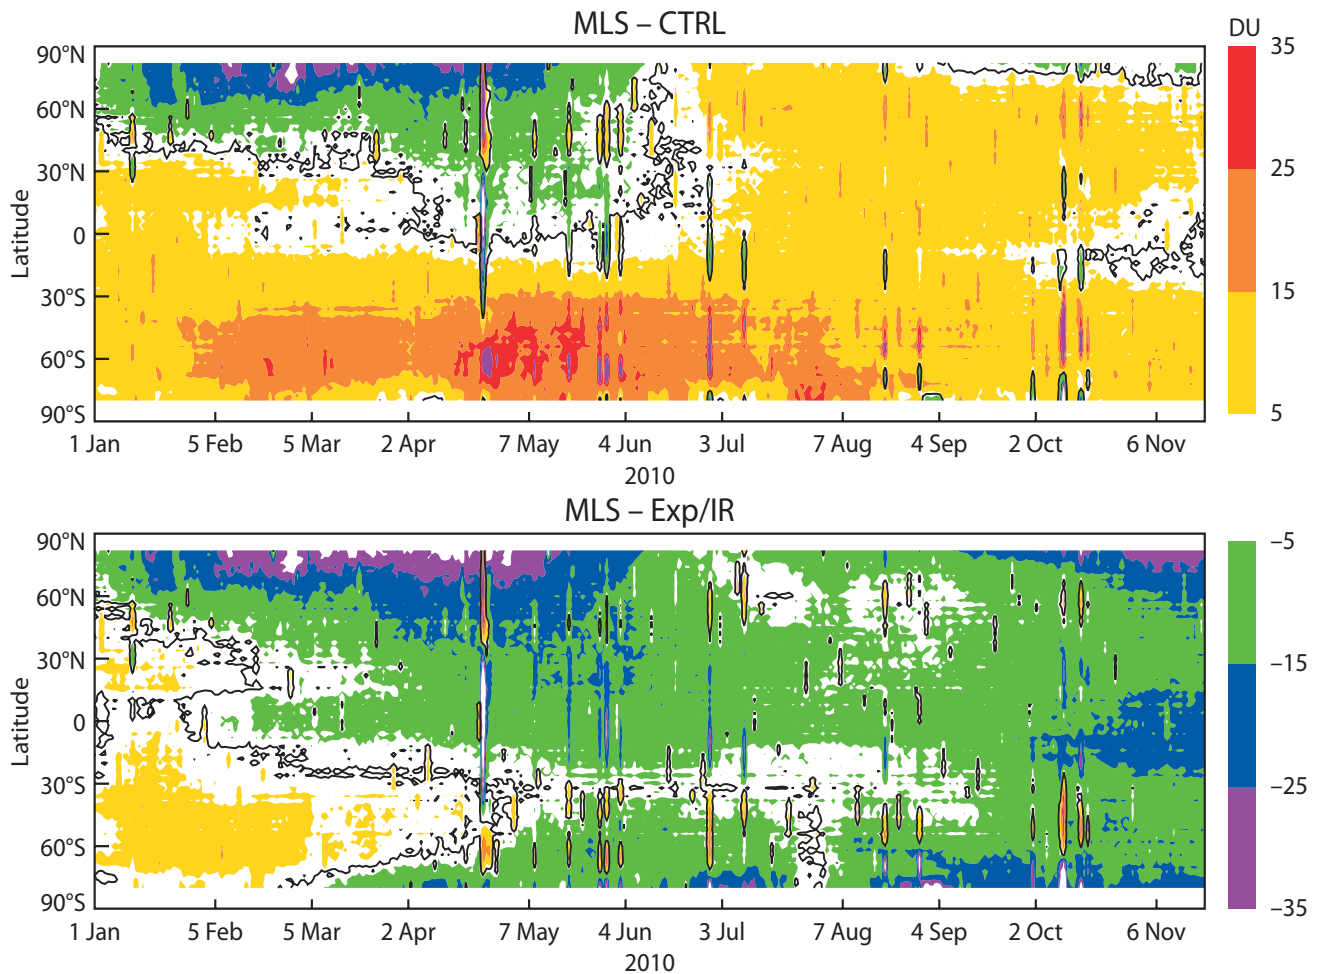 MLS – CTRL
DU
90°N
60°N
30°N
0
30°S
60°S
90°S
Latitude
1 Jan 5 Feb 5 Mar 2 Apr 7 May 4 Jun 3 Jul 7 Aug 4 Sep 2 Oct 6 Nov
2010
35
25
15
5
MLS – Exp/IR
90°N
60°N
30°N
0
30°S
60°S
90°S
Latitude
1 Jan 5 Feb 5 Mar 2 Apr 7 May 4 Jun 3 Jul 7 Aug 4 Sep 2 Oct 6 Nov
2010
–5
–15
–25
–35